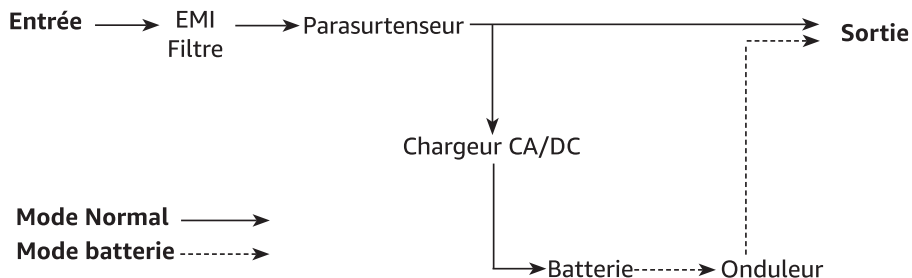 Entrée
EMI
Filtre
Parasurtenseur
Sortie
Chargeur CA/DC
Mode Normal
Mode batterie
Batterie
Onduleur